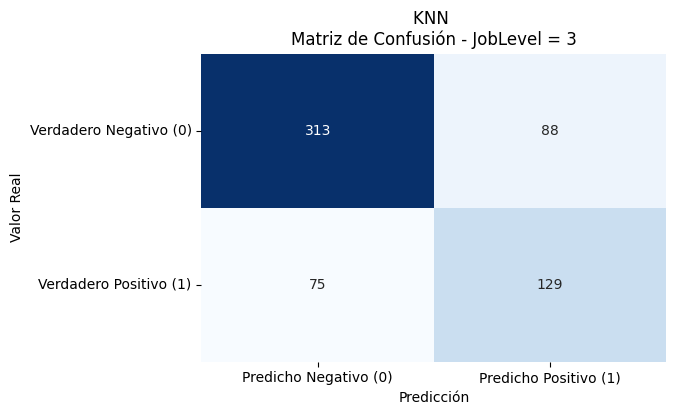 KNN
Matriz de Confusión - JobLevel = 3
Verdadero Negativo (0)
313
88
Valor Real
Verdadero Positivo (1)
75
129
Predicho Negativo (0)
Predicho Positivo (1)
Predicción